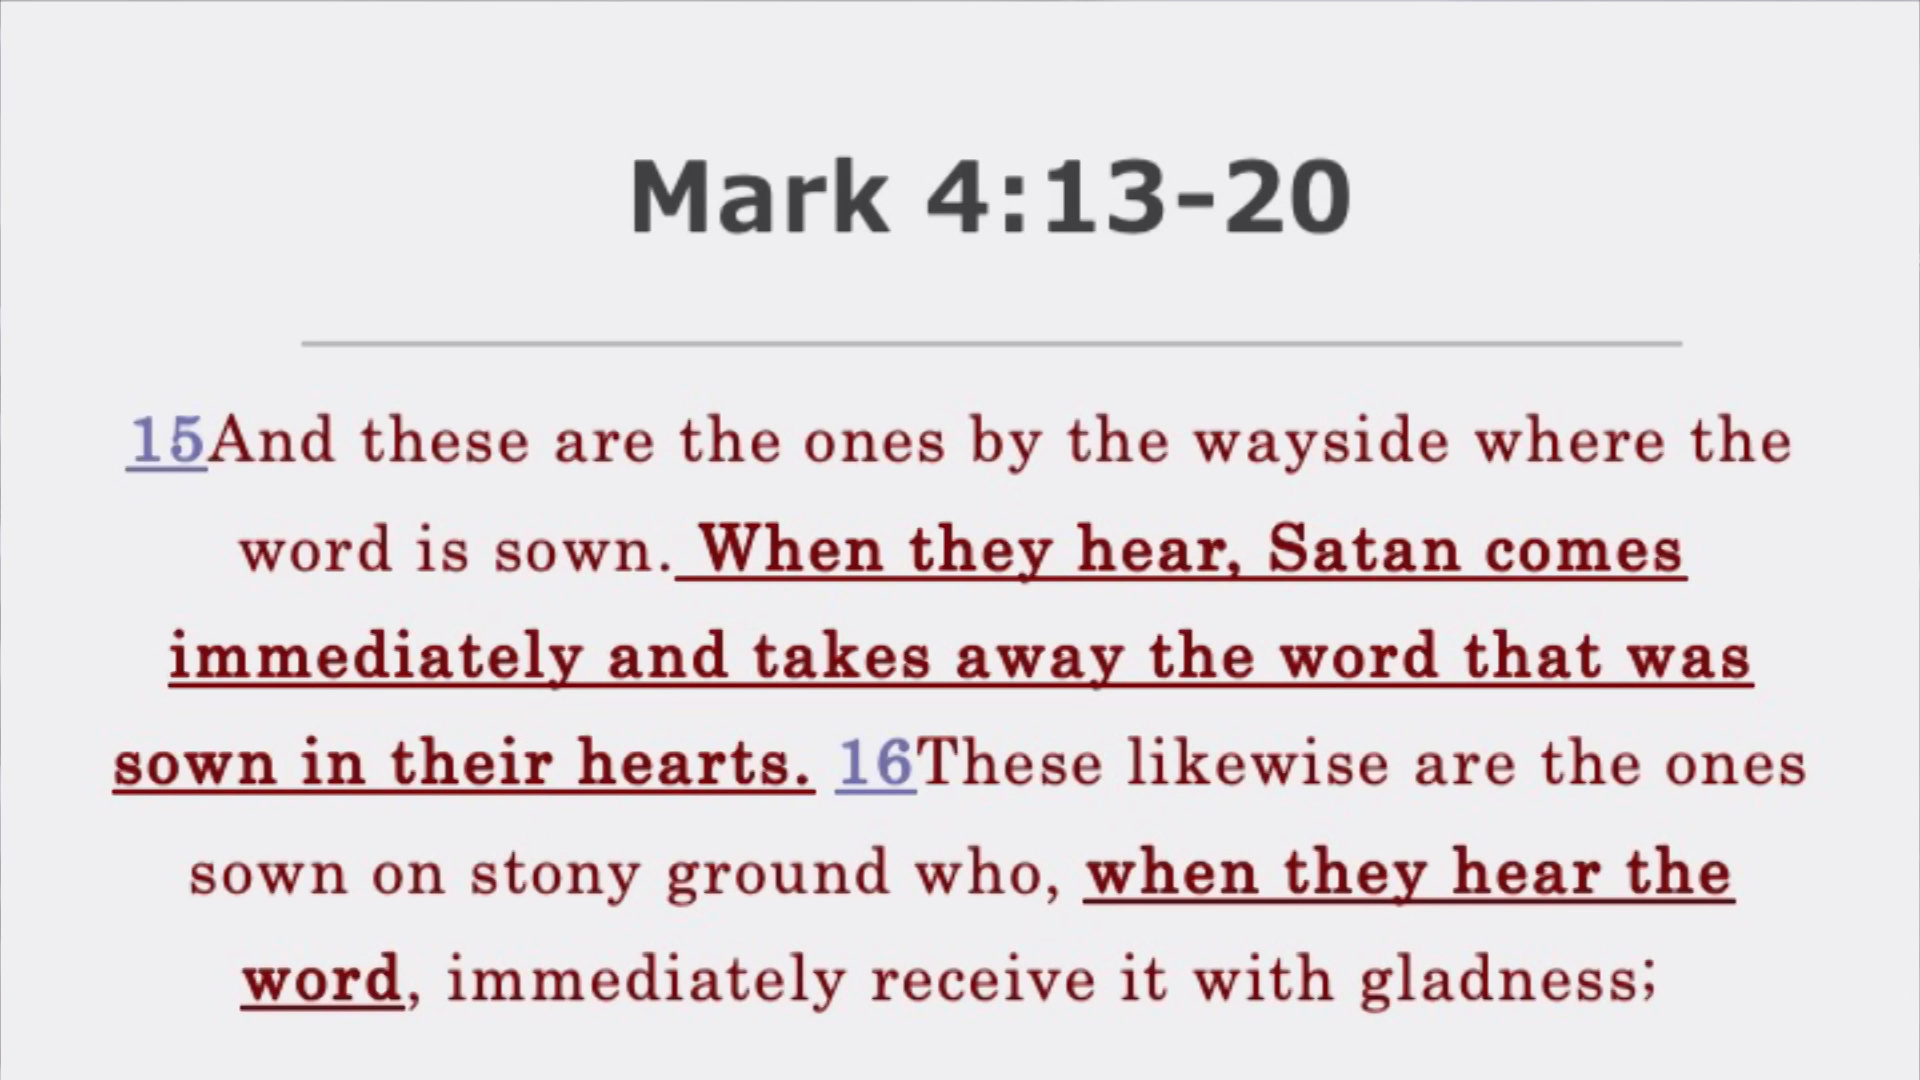 Mark 4:13-20
15And these are the ones by the wayside where the
word is sown. When they hear, Satan comes
immediately and takes away the word that was
sown in their hearts. 16These likewise are the ones
sown on stony ground who, when they hear the
word, immediately receive it with gladness;